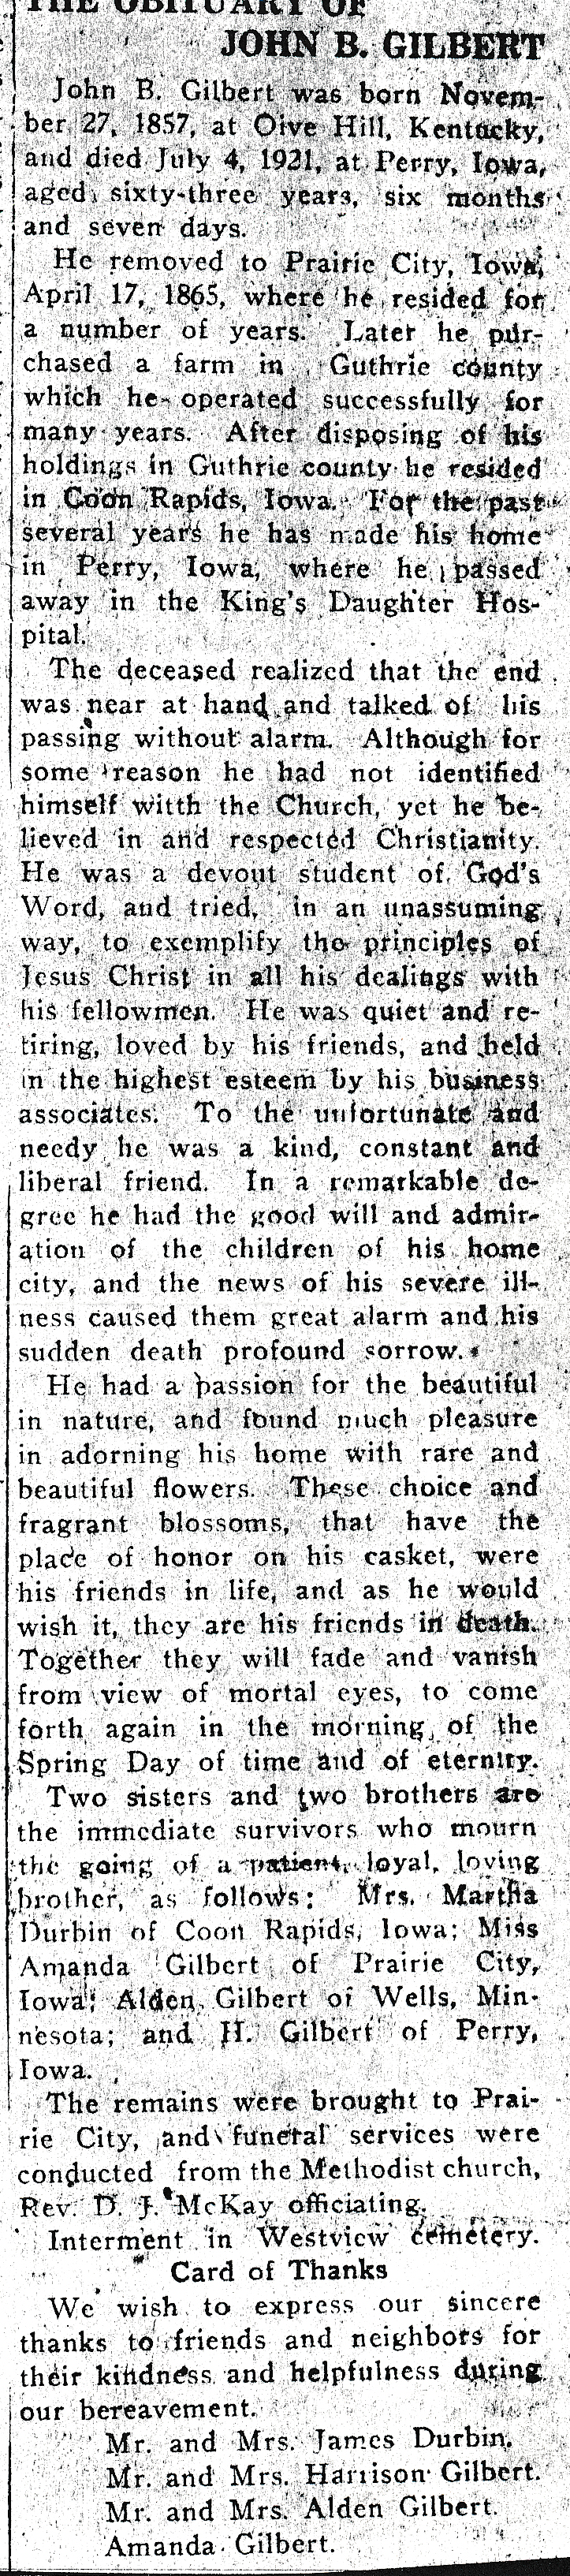 THE OBITUARY OF
JOHN B. GILBERT
John B. Gilbert was born Novem-
ber 27, 1857, at Oive Hill, Kentucky,
and died July 4, 1921, at Perry, Iowa,
aged sixty-three years, six months
and seven days.
He removed to Prairie City, Iowa,
April 17, 1865, where he resided for
a number of years. Later he pur-
chased a farm in Guthrie county
which he operated successfully for
many years. After disposing of his
holdings in Guthrie county he resided
in Coon Rapids, Iowa. For the past
several years he has made his home
in Perry, Iowa, where he passed
away in the King's Daughter Hos-
pital.
The deceased realized that the end
was near at hand and talked of his
passing without alarm. Although for
some reason he had not identified
himself witth the Church, yet he be-
lieved in and respected Christianity.
He was a devout student of God's
Word, and tried, in an unassuming
way, to exemplify the principles of
Jesus Christ in all his dealings with
his fellowmen. He was quiet and re-
tiring, loved by his friends, and held
in the highest esteem by his business
associates. To the unfortunate and
needy he was a kind, constant and
liberal friend. In a remarkable de-
gree he had the good will and admir-
ation of the children of his home
city, and the news of his severe ill-
ness caused them great alarm and his
sudden death profound sorrow.
He had a passion for the beautiful
in nature, and found much pleasure
in adorning his home with rare and
beautiful flowers. These choice and
fragrant blossoms, that have the
place of honor on his casket, were
his friends in life, and as he would
wish it, they are his friends in death.
Together they will fade and vanish
from view of mortal eyes, to come
forth again in the morning of the
Spring Day of time and of eternity.
Two sisters and two brothers are
the immediate survivors who mourn
the going of a patient, loyal, loving
brother, as follows: Mrs. Martha
Durbin of Coon Rapids, Iowa; Miss
Amanda Gilbert of Prairie City,
Iowa; Alden Gilbert of Wells, Min-
nesota; and H. Gilbert of Perry,
Iowa.
The remains were brought to Prai-
rie City, and funeral services were
conducted from the Methodist church,
Rev. D. J. McKay officiating.
Interment in Westview cemetery.
Card of Thanks
We wish to express our sincere
thanks to friends and neighbors for
their kindness and helpfulness during
our bereavement.
Mr. and Mrs. James Durbin.
Mr. and Mrs. Harrison Gilbert.
Mr. and Mrs. Alden Gilbert.
Amanda Gilbert.